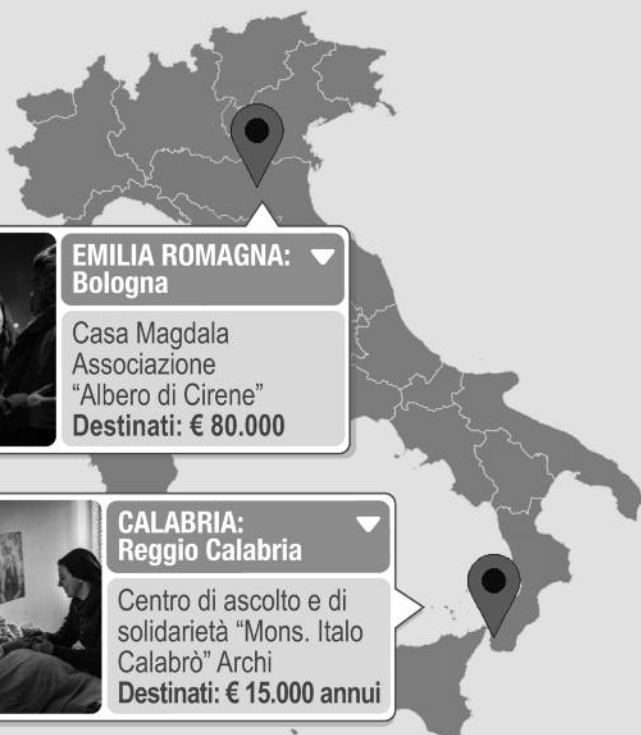 EMILIA ROMAGNA:
Bologna
Casa Magdala
Associazione
“Albero di Cirene”
Destinati: € 80.000
CALABRIA:
Reggio Calabria
Centro di ascolto e di
solidarietà “Mons. Italo
Calabrò” Archi
Destinati: € 15.000 annui